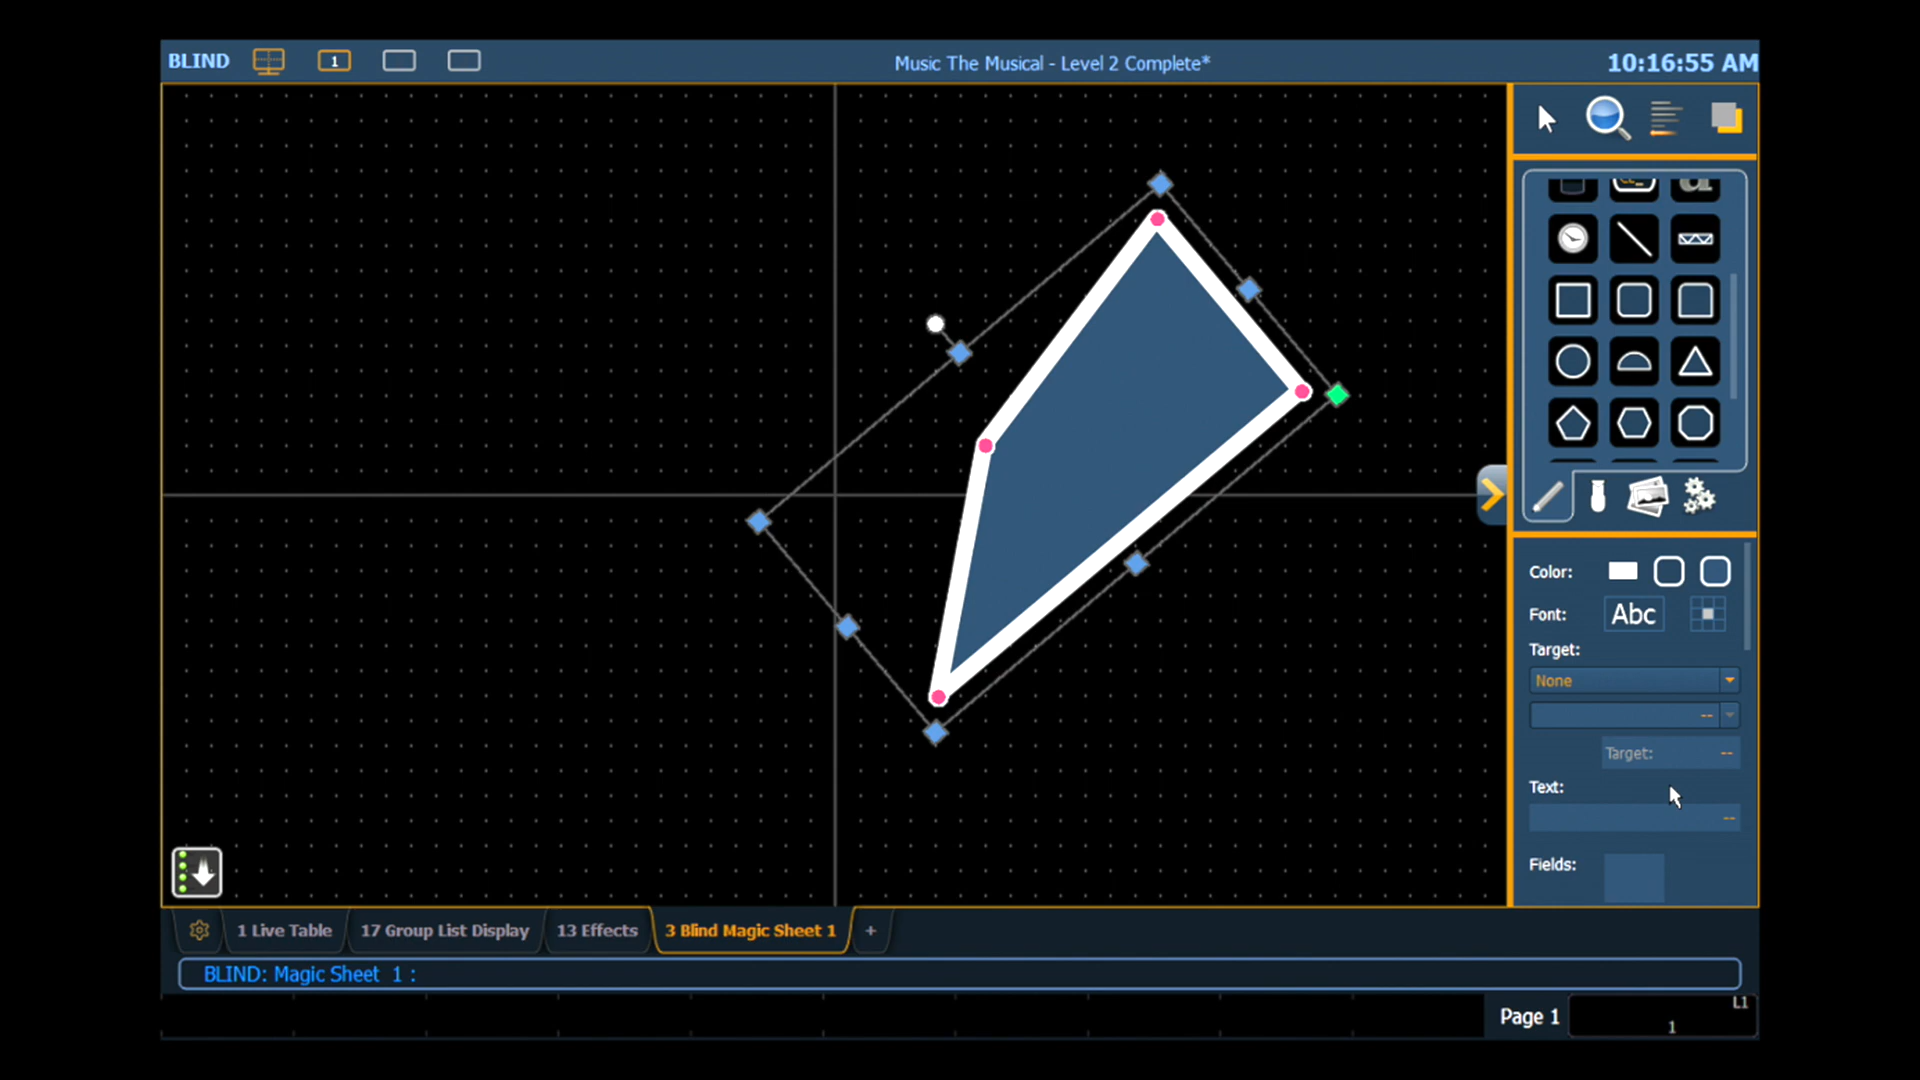 BLIND
1
Music The Musical - Level 2 Complete*
10:16:55 AM
Color:
Font:
Abc
Target:
None
--
Target:
--
Text:
--
Fields:
1 Live Table
17 Group List Display
13 Effects
3 Blind Magic Sheet 1
+
BLIND: Magic Sheet 1 :
Page 1
L1
1